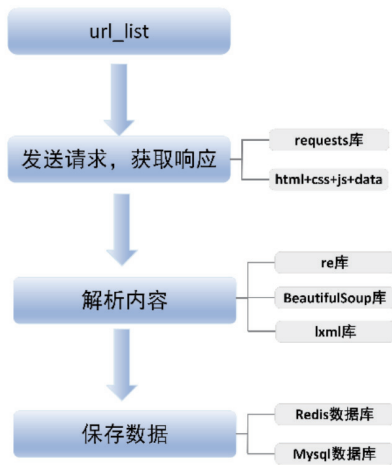 url_list
发送请求，获取响应
requests库
html+css+js+data
解析内容
re库
BeautifulSoup库
lxml库
保存数据
Redis数据库
Mysql数据库